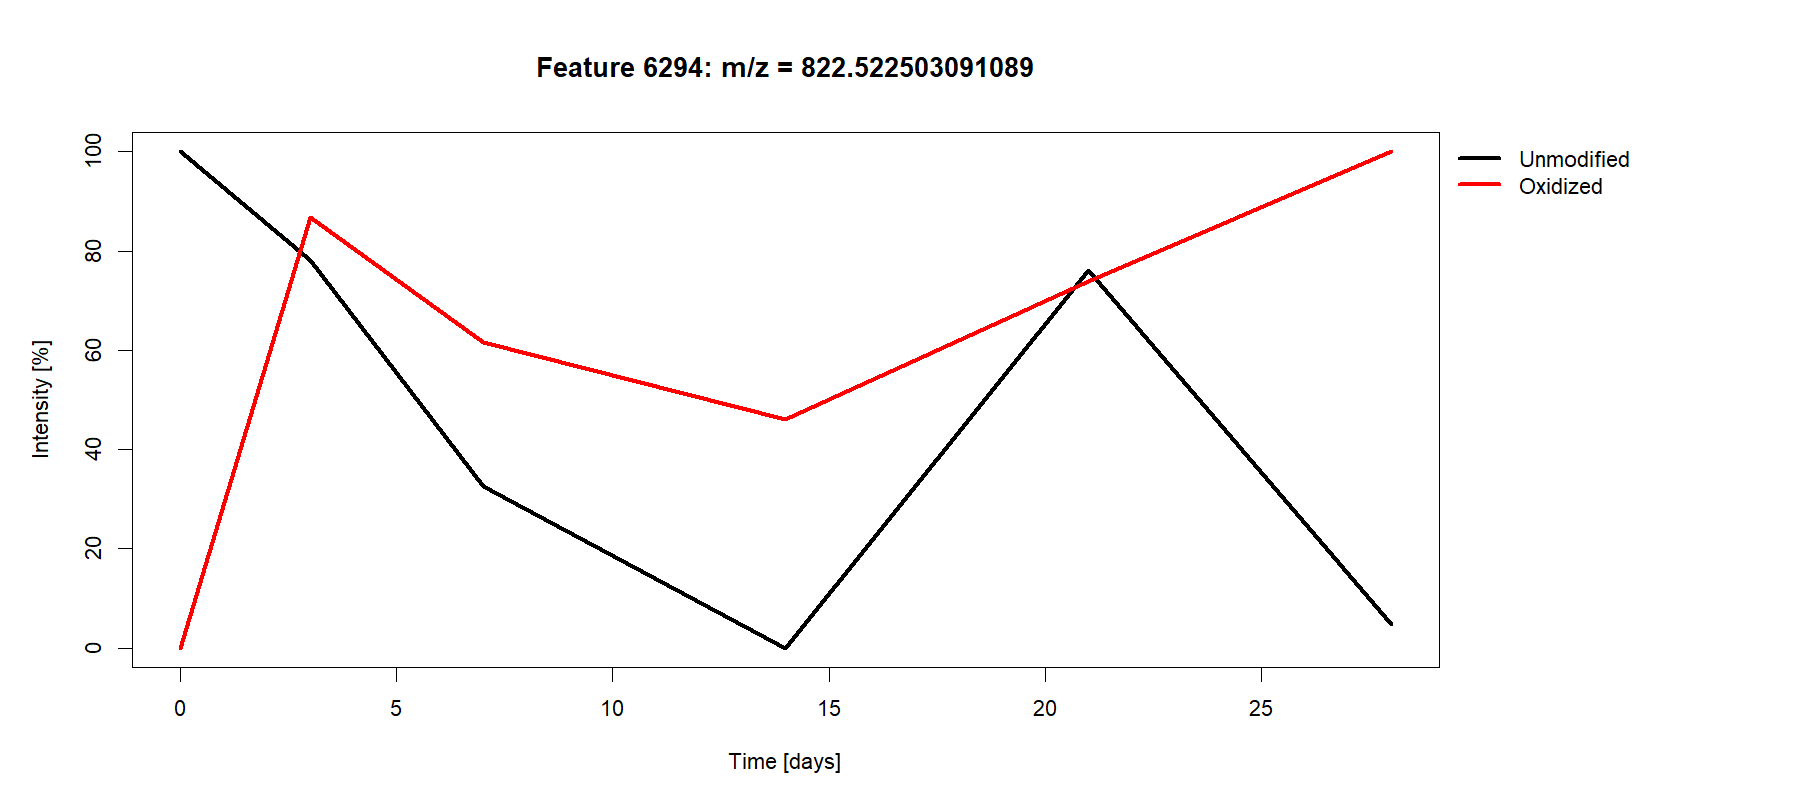 Feature 6294: m/z = 822.522503091089
Unmodified
Oxidized
Intensity [%]
100
80
60
40
20
0
0 5 10 15 20 25
Time [days]